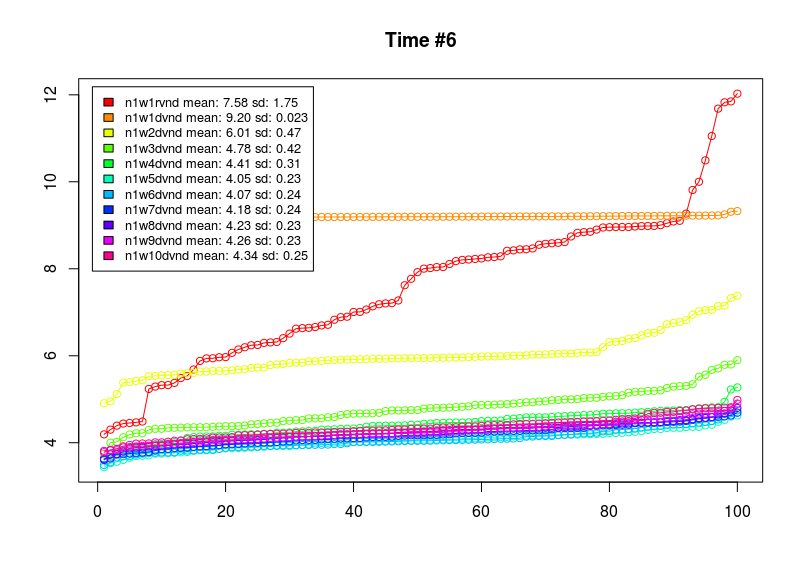 Time #6
12
10
8
6
4
n1w1rvnd mean: 7.58 sd: 1.75
n1w1dvnd mean: 9.20 sd: 0.023
n1w2dvnd mean: 6.01 sd: 0.47
n1w3dvnd mean: 4.78 sd: 0.42
n1w4dvnd mean: 4.41 sd: 0.31
n1w5dvnd mean: 4.05 sd: 0.23
n1w6dvnd mean: 4.07 sd: 0.24
n1w7dvnd mean: 4.18 sd: 0.24
n1w8dvnd mean: 4.23 sd: 0.23
n1w9dvnd mean: 4.26 sd: 0.23
n1w10dvnd mean: 4.34 sd: 0.25
0 20 40 60 80 100